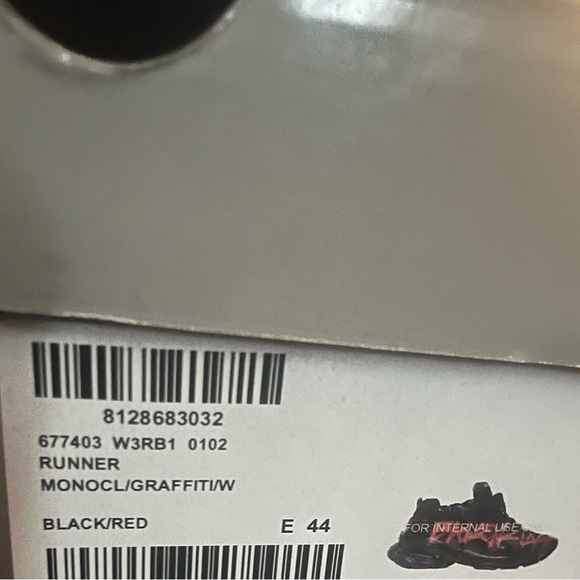 8128683032
677403 W3RB1 0102
RUNNER
MONOCL/GRAFFITI/W
BLACK/RED E 44
FOR INTERNAL USE